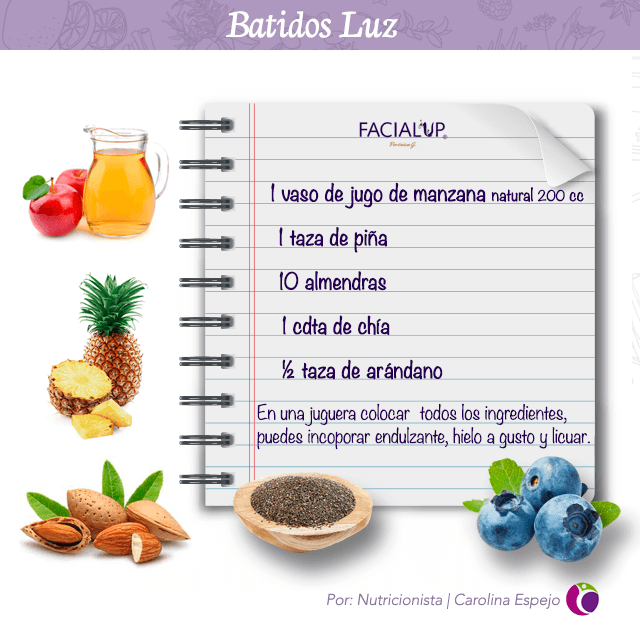 Batidos Luz
FACIAL'UP®
Verónica G.
1 vaso de jugo de manzana natural 200 cc
1 taza de piña
10 almendras
1 cdta de chía
½ taza de arándano
En una juguera colocar todos los ingredientes,
puedes incoporar endulzante, hielo a gusto y licuar.
Por: Nutricionista | Carolina Espejo